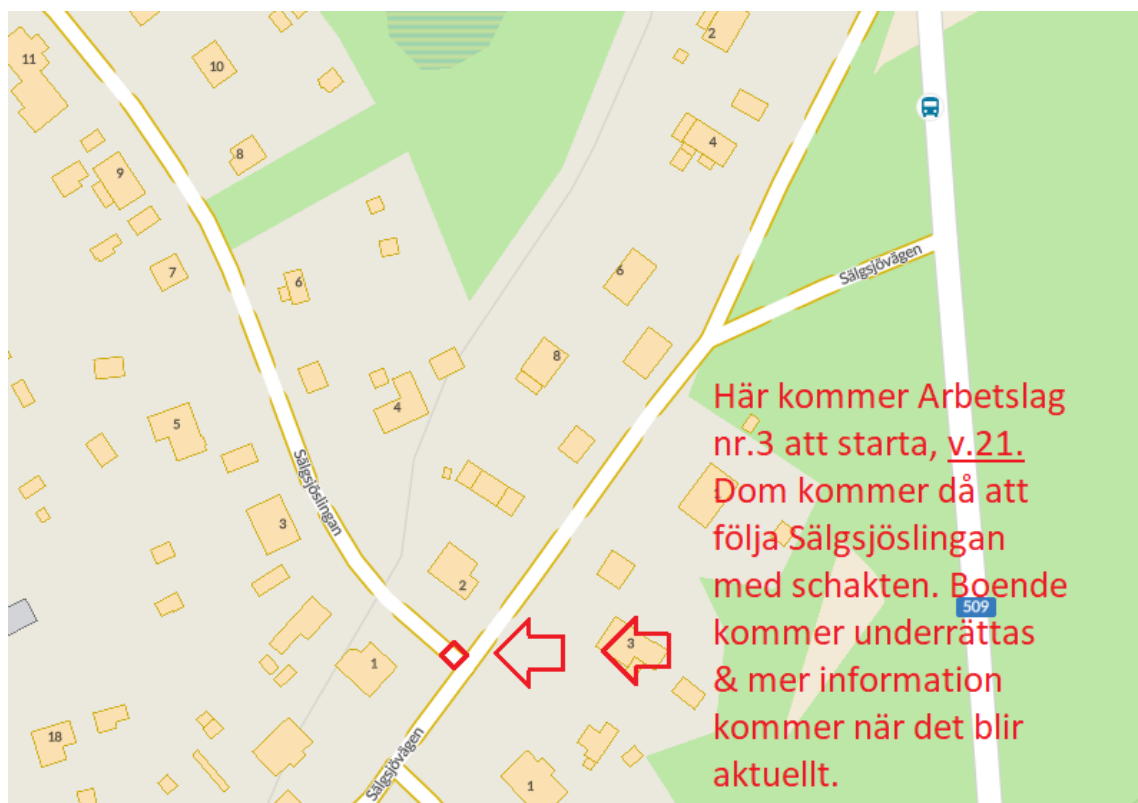 11
10
2
8
4
9
7
6
6
Sälgsjövägen
8
4
5
Sälgsjöslingan
3
2
Här kommer Arbetslag
nr.3 att starta, v.21.
Dom kommer då att
följa Sälgsjöslingan
med schakten. Boende
kommer underrättas
& mer information
kommer när det blir
aktuellt.
509
3
1
18
Sälgsjövägen
1